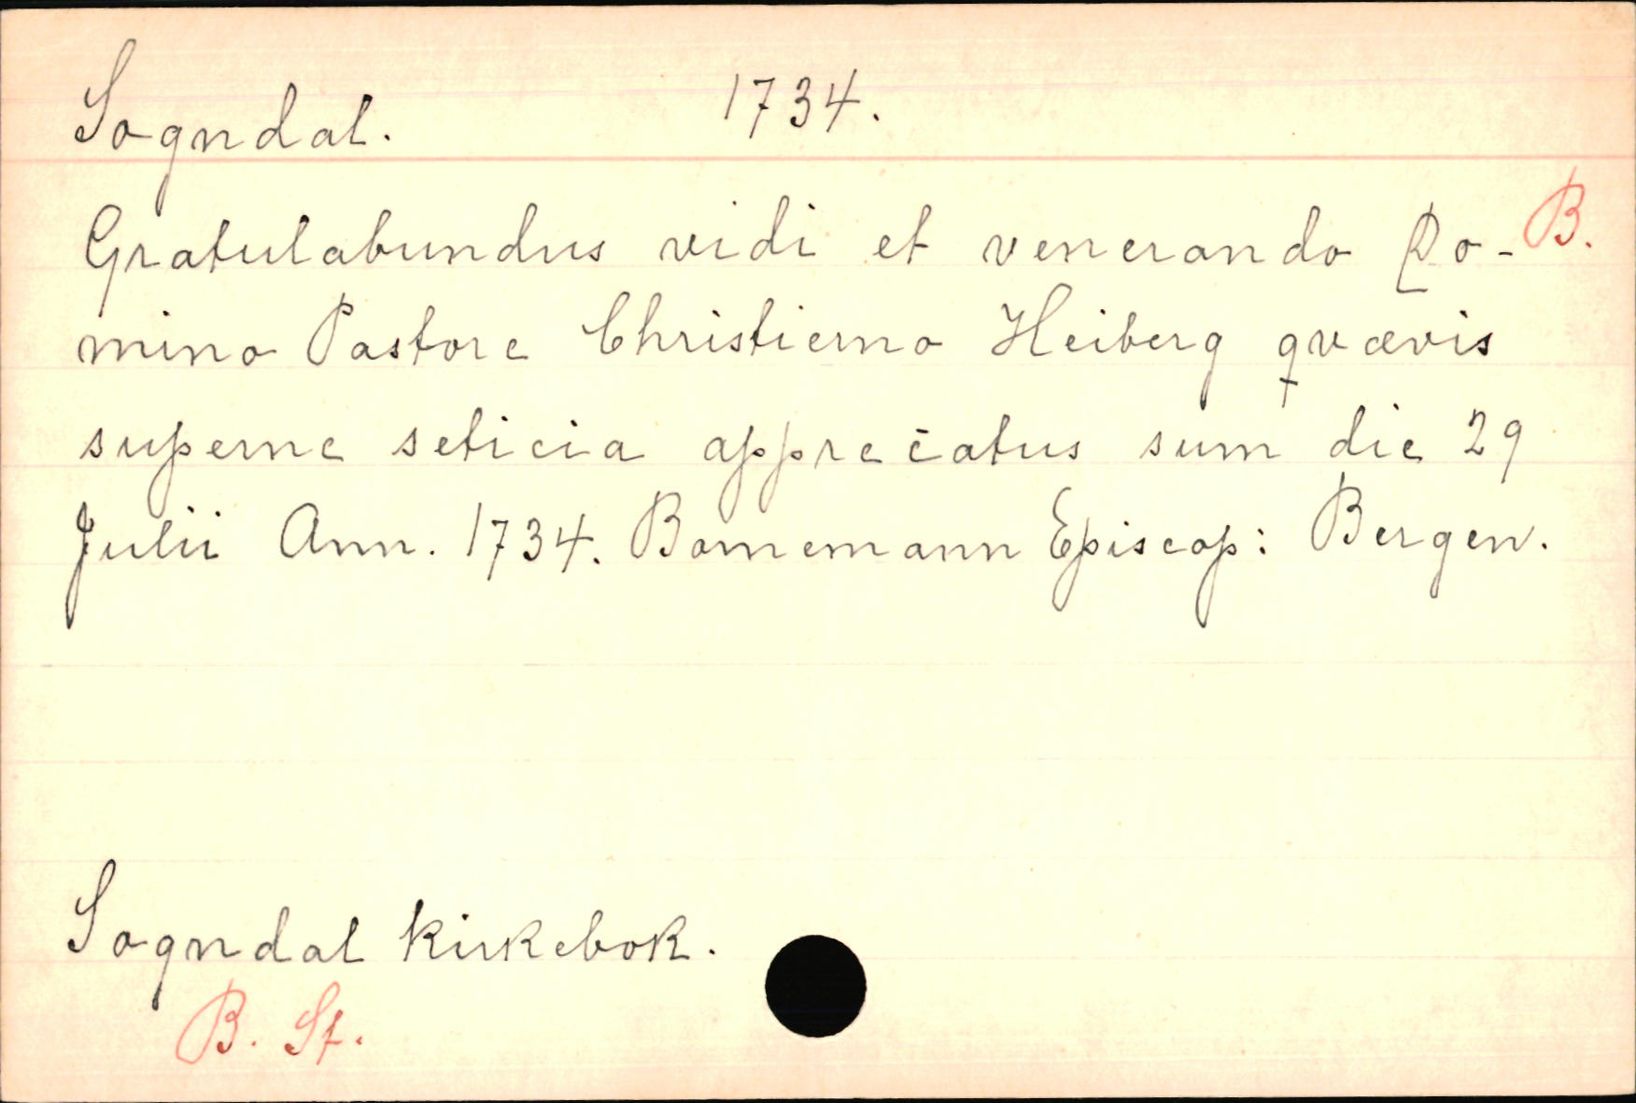 Sogndal. 1734.
Gratulabundus vidi et venerando Do- B.
mino Pastore Christierno Heiberg qvævis
superne seticia apprecatus sum die 29
Julii Ann. 1734. Bornemann Episcop: Bergen.
Sogndal kirkebok.
B. St.